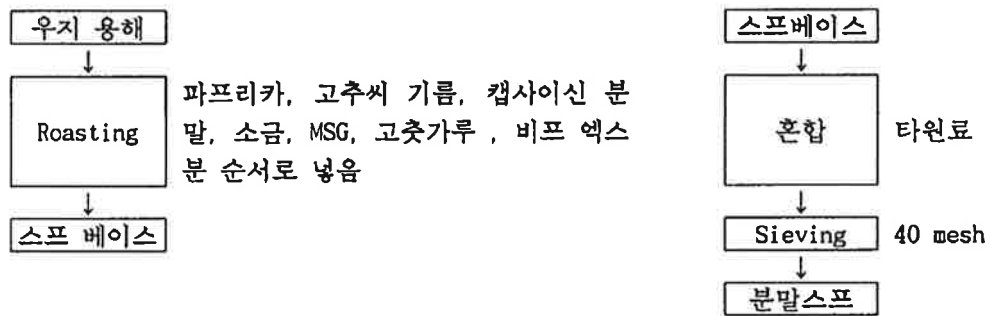 우지 용해
↓
Roasting
파프리카, 고추씨 기름, 캡사이신 분
말, 소금, MSG, 고춧가루 , 비프 엑스
분 순서로 넣음
↓
스프 베이스
스프베이스
↓
혼합
타원료
↓
Sieving
40 mesh
↓
분말스프